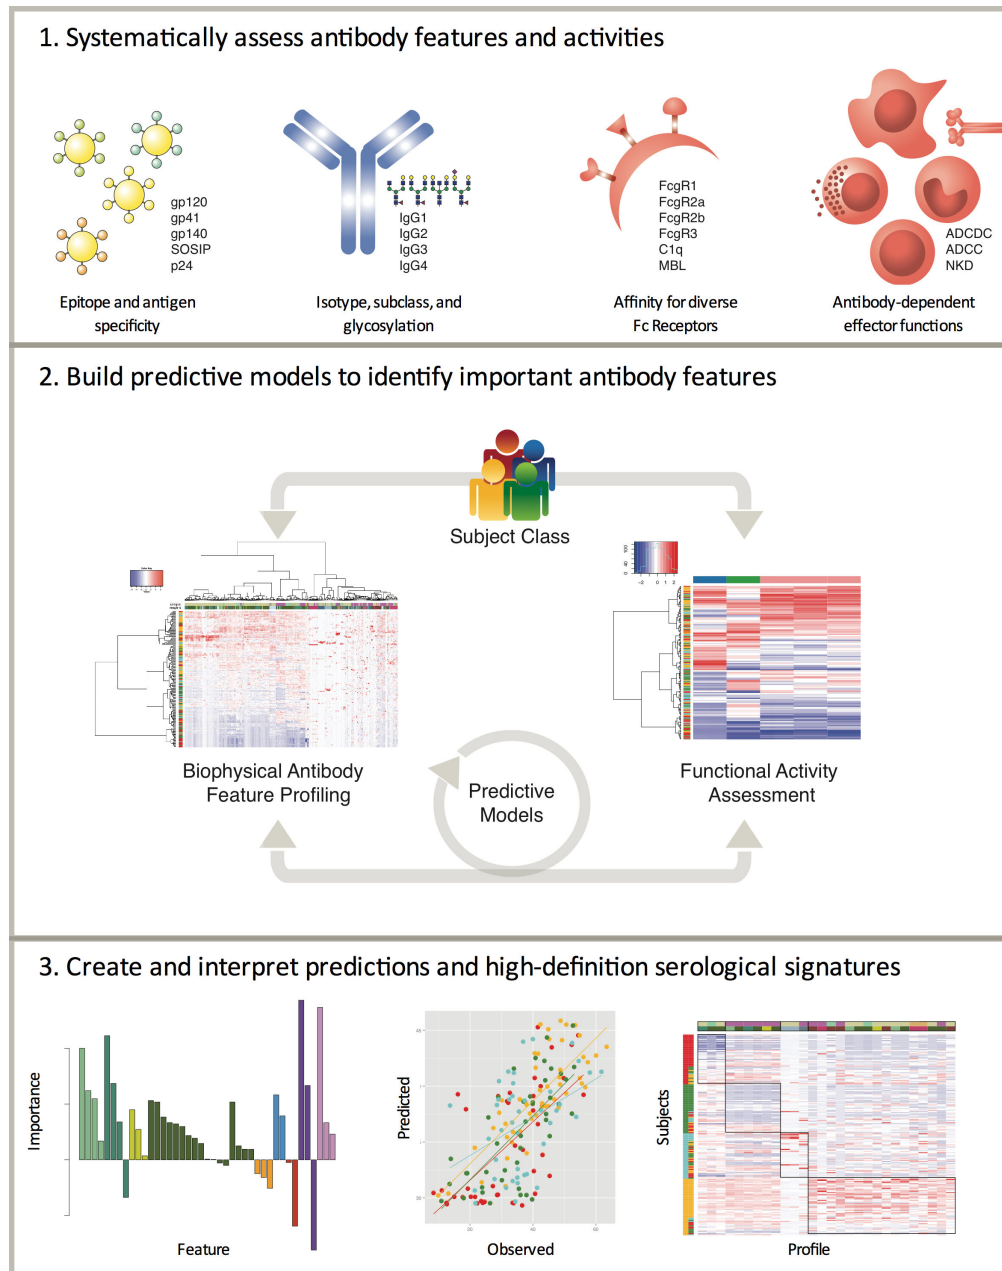 1. Systematically assess antibody features and activities
gp120
gp41
gp140
SOSIP
p24
Epitope and antigen
specificity
IgG1
IgG2
IgG3
IgG4
Isotype, subclass, and
glycosylation
FcgR1
FcgR2a
FcgR2b
FcgR3
C1q
MBL
Affinity for diverse
Fc Receptors
ADCDC
ADCC
NKD
Antibody-dependent
effector functions
2. Build predictive models to identify important antibody features
Subject Class
Biophysical Antibody
Feature Profiling
Predictive
Models
Functional Activity
Assessment
3. Create and interpret predictions and high-definition serological signatures
Importance
Feature
Predicted
Observed
Subjects
Profile